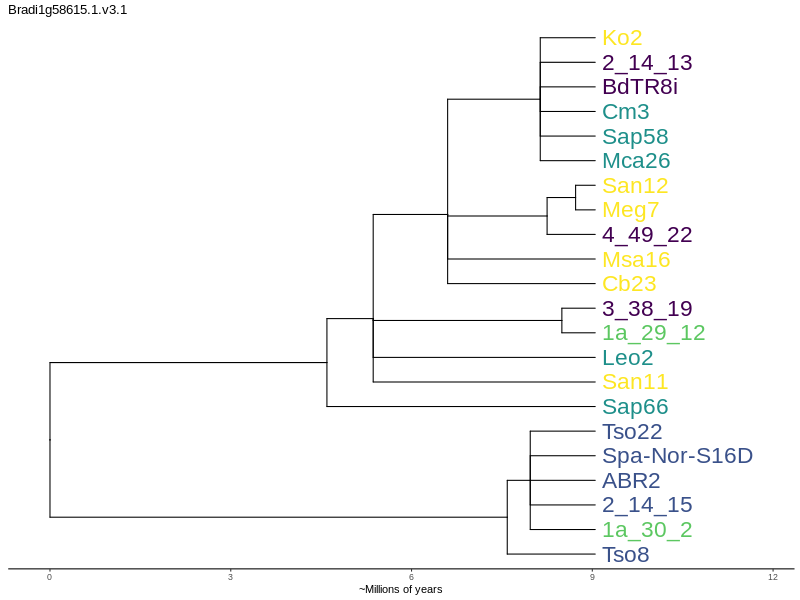 Bradi1g58615.1.v3.1
Ko2
2_14_13
BdTR8i
Cm3
Sap58
Mca26
San12
Meg7
4_49_22
Msa16
Cb23
3_38_19
1a_29_12
Leo2
San11
Sap66
Tso22
Spa-Nor-S16D
ABR2
2_14_15
1a_30_2
Tso8
0 3 6 9 12
~Millions of years